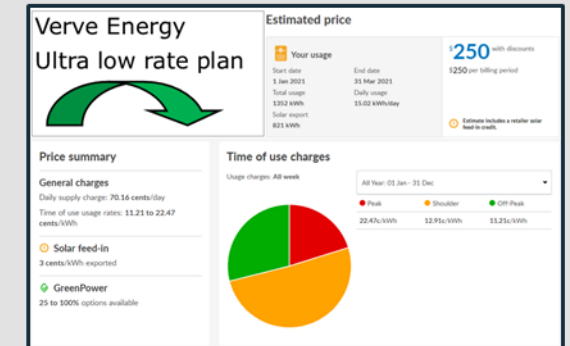 Verve Energy
Ultra low rate plan
Estimated price
Your usage
Start date
End date
1 Jan 2021
31 Mar 2021
Total usage
Daily usage
1352 kWh
15.02 kWh/day
Solar export
821 kWh
$250 with discounts
$250 per billing period
Estimate includes a retailer solar
feed-in credit.
Price summary
General charges
Daily supply charge: 70.16 cents/day
Time of use usage rates: 11.21 to 22.47
cents/kWh
Solar feed-in
3 cents/kWh exported
GreenPower
25 to 100% options available
Time of use charges
Usage charges: All week
All Year: 01 Jan - 31 Dec
Peak
Shoulder
Off-Peak
22.47c/kWh
12.91c/kWh
11.21c/kWh